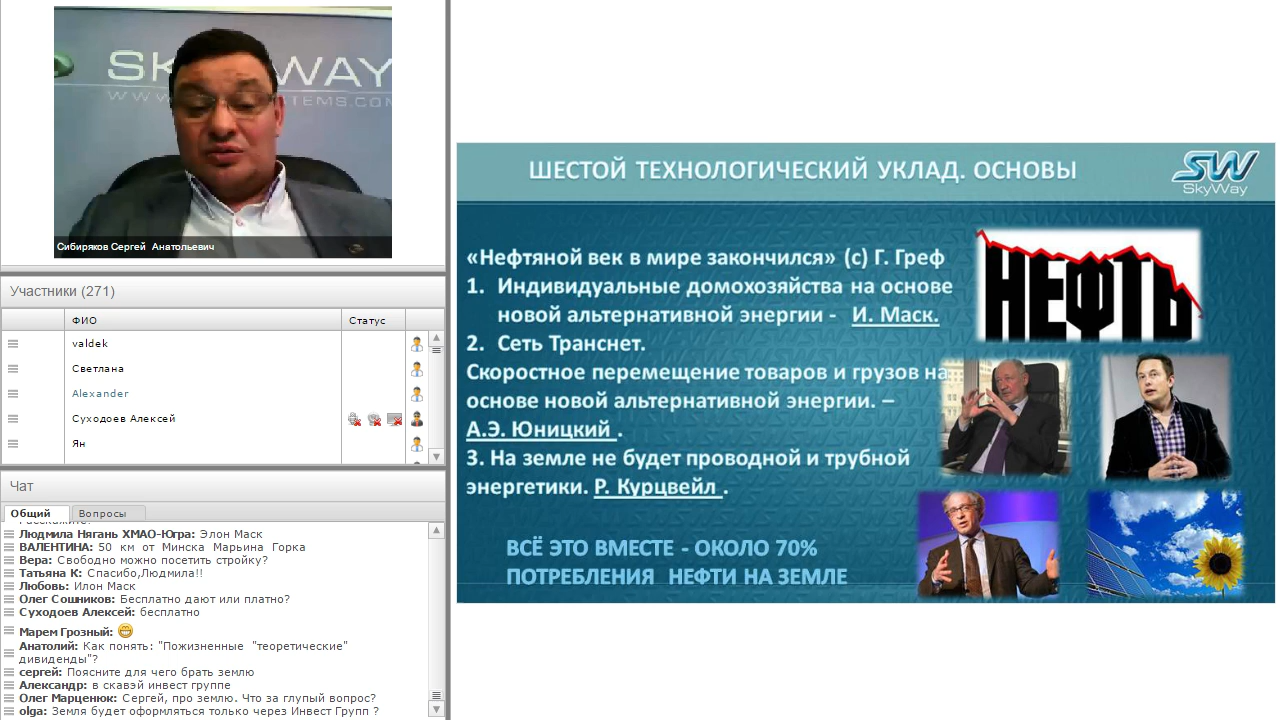 SKYWAY
Сибиряков Сергей Анатольевич
Участники (271)
ФИО
Статус
valdek
Светлана
Alexander
Суходоев Алексей
Ян
Чат
Общий
Вопросы
Людмила Нягань ХМАО-Югра: Элон Маск
ВАЛЕНТИНА: 50 км от Минска Марьина Горка
Вера: Свободно можно посетить стройку?
Татьяна К: Спасибо,Людмила!!
Любовь: Илон Маск
Олег Сошников: Бесплатно дают или платно?
Суходоев Алексей: бесплатно
Марем Грозный:
Анатолий: Как понять: "Пожизненные "теоретические"
дивиденды"?
сергей: Поясните для чего брать землю
Александр: в скавэй инвест группе
Олег Марценюк: Сергей, про землю. Что за глупый вопрос?
olga: Земля будет оформляться только через Инвест Групп ?
ШЕСТОЙ ТЕХНОЛОГИЧЕСКИЙ УКЛАД. ОСНОВЫ
SW
SkyWay
«Нефтяной век в мире закончился» (с) Г. Греф
1. Индивидуальные домохозяйства на основе
новой альтернативной энергии - И. Маск.
2. Сеть Транснет.
Скоростное перемещение товаров и грузов на
основе новой альтернативной энергии. –
А.Э. Юницкий .
3. На земле не будет проводной и трубной
энергетики. Р. Курцвейл .
ВСЁ ЭТО ВМЕСТЕ - ОКОЛО 70%
ПОТРЕБЛЕНИЯ НЕФТИ НА ЗЕМЛЕ
НЕФТЬ